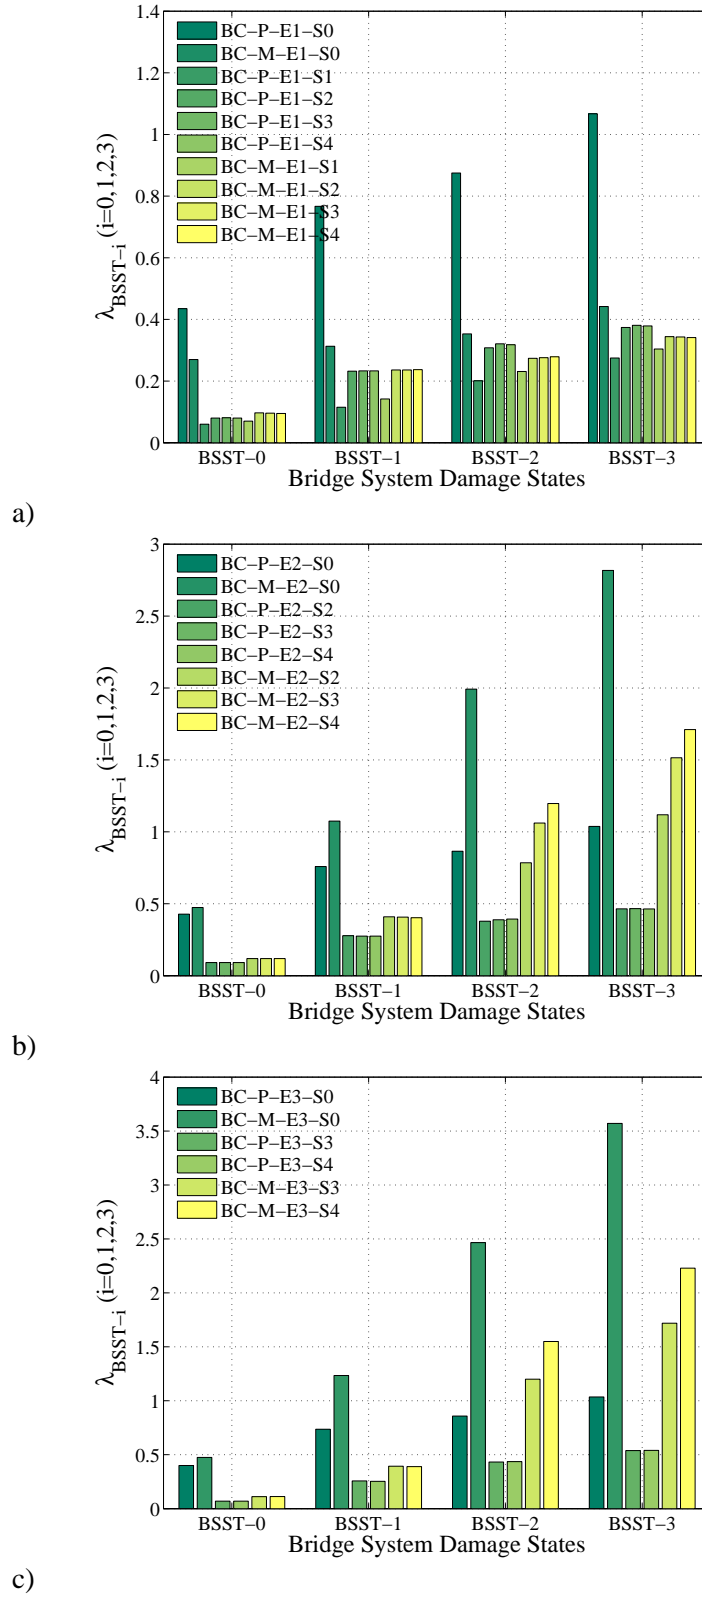 1.4
1.2
1
0.8
0.6
0.4
0.2
0
λBSST−i (i=0,1,2,3)
BC−P−E1−S0
BC−M−E1−S0
BC−P−E1−S1
BC−P−E1−S2
BC−P−E1−S3
BC−P−E1−S4
BC−M−E1−S1
BC−M−E1−S2
BC−M−E1−S3
BC−M−E1−S4
BSST−0 BSST−1 BSST−2 BSST−3
Bridge System Damage States
a)
3
2.5
2
1.5
1
0.5
0
λBSST−i (i=0,1,2,3)
BC−P−E2−S0
BC−M−E2−S0
BC−P−E2−S2
BC−P−E2−S3
BC−P−E2−S4
BC−M−E2−S2
BC−M−E2−S3
BC−M−E2−S4
BSST−0 BSST−1 BSST−2 BSST−3
Bridge System Damage States
b)
4
3.5
3
2.5
2
1.5
1
0.5
0
λBSST−i (i=0,1,2,3)
BC−P−E3−S0
BC−M−E3−S0
BC−P−E3−S3
BC−P−E3−S4
BC−M−E3−S3
BC−M−E3−S4
BSST−0 BSST−1 BSST−2 BSST−3
Bridge System Damage States
c)